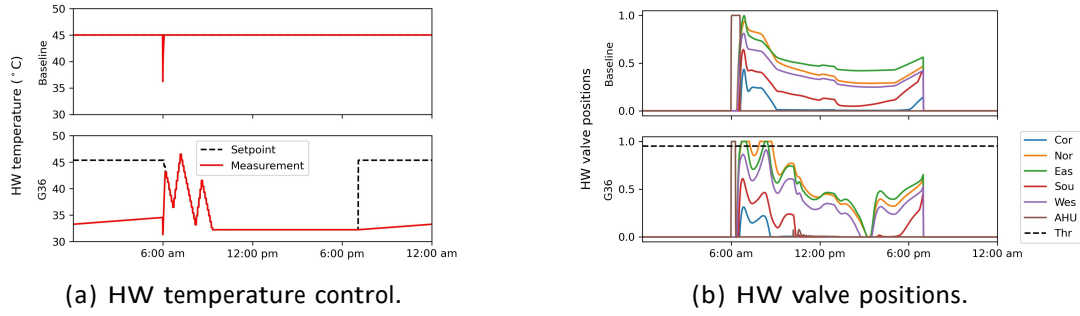 HW temperature (°C)
Baseline
50
45
40
35
30
G36
50
45
40
35
30
Setpoint
Measurement
6:00 am
12:00 pm
6:00 pm
12:00 am
(a) HW temperature control.
HW valve positions
Baseline
1.0
0.5
0.0
G36
1.0
0.5
0.0
6:00 am
12:00 pm
6:00 pm
12:00 am
Cor
Nor
Eas
Sou
Wes
AHU
Thr
(b) HW valve positions.